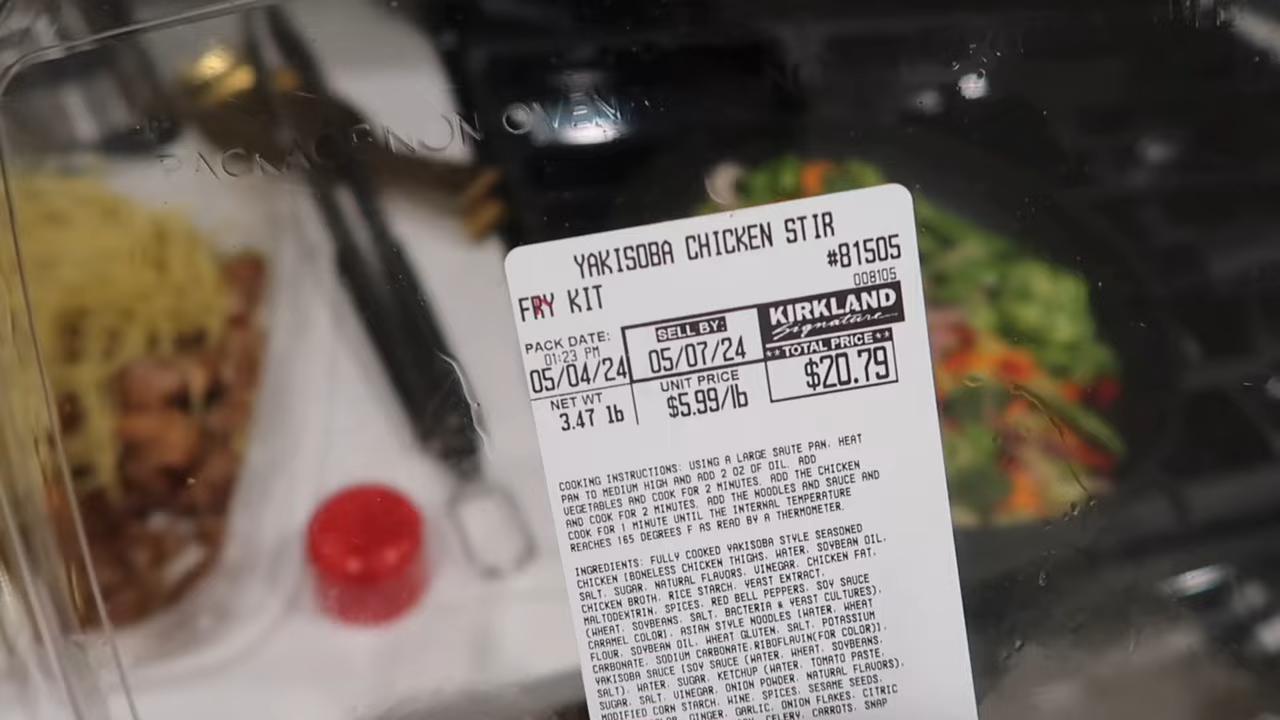 PACKAGE NON OVEN
YAKISOBA CHICKEN STIR
FRY KIT
#81505
008105
PACK DATE:
01:23 PM
05/04/24
SELL BY:
05/07/24
KIRKLAND
Signature
**TOTAL PRICE**
$20.79
NET WT
3.47 lb
UNIT PRICE
$5.99/lb
COOKING INSTRUCTIONS: USING A LARGE SAUTE PAN, HEAT
PAN TO MEDIUM HIGH AND ADD 2 OZ OF OIL. ADD
VEGETABLES AND COOK FOR 2 MINUTES. ADD THE CHICKEN
AND COOK FOR 2 MINUTES. ADD THE NOODLES AND SAUCE AND
COOK FOR 1 MINUTE UNTIL THE INTERNAL TEMPERATURE
REACHES 165 DEGREES F AS READ BY A THERMOMETER.
INGREDIENTS: FULLY COOKED YAKISOBA STYLE SEASONED
CHICKEN [BONELESS CHICKEN THIGHS, WATER, SOYBEAN OIL,
SALT, SUGAR, NATURAL FLAVORS, VINEGAR, CHICKEN FAT,
CHICKEN BROTH, RICE STARCH, YEAST EXTRACT,
MALTODEXTRIN, SPICES, RED BELL PEPPERS, SOY SAUCE
(WHEAT, SOYBEANS, SALT, BACTERIA & YEAST CULTURES),
CARAMEL COLOR], ASIAN STYLE NOODLES [WATER, WHEAT
FLOUR, SOYBEAN OIL, WHEAT GLUTEN, SALT, POTASSIUM
CARBONATE, SODIUM CARBONATE,RIBOFLAVIN(FOR COLOR)],
YAKISOBA SAUCE [SOY SAUCE (WATER, WHEAT, SOYBEANS,
SALT), WATER, SUGAR, KETCHUP (WATER, TOMATO PASTE,
SUGAR, SALT, VINEGAR, ONION POWDER, NATURAL FLAVORS),
MODIFIED CORN STARCH, WINE, SPICES, SESAME SEEDS,
GINGER, GARLIC, ONION FLAKES, CITRIC
CELERY, CARROTS, SNAP